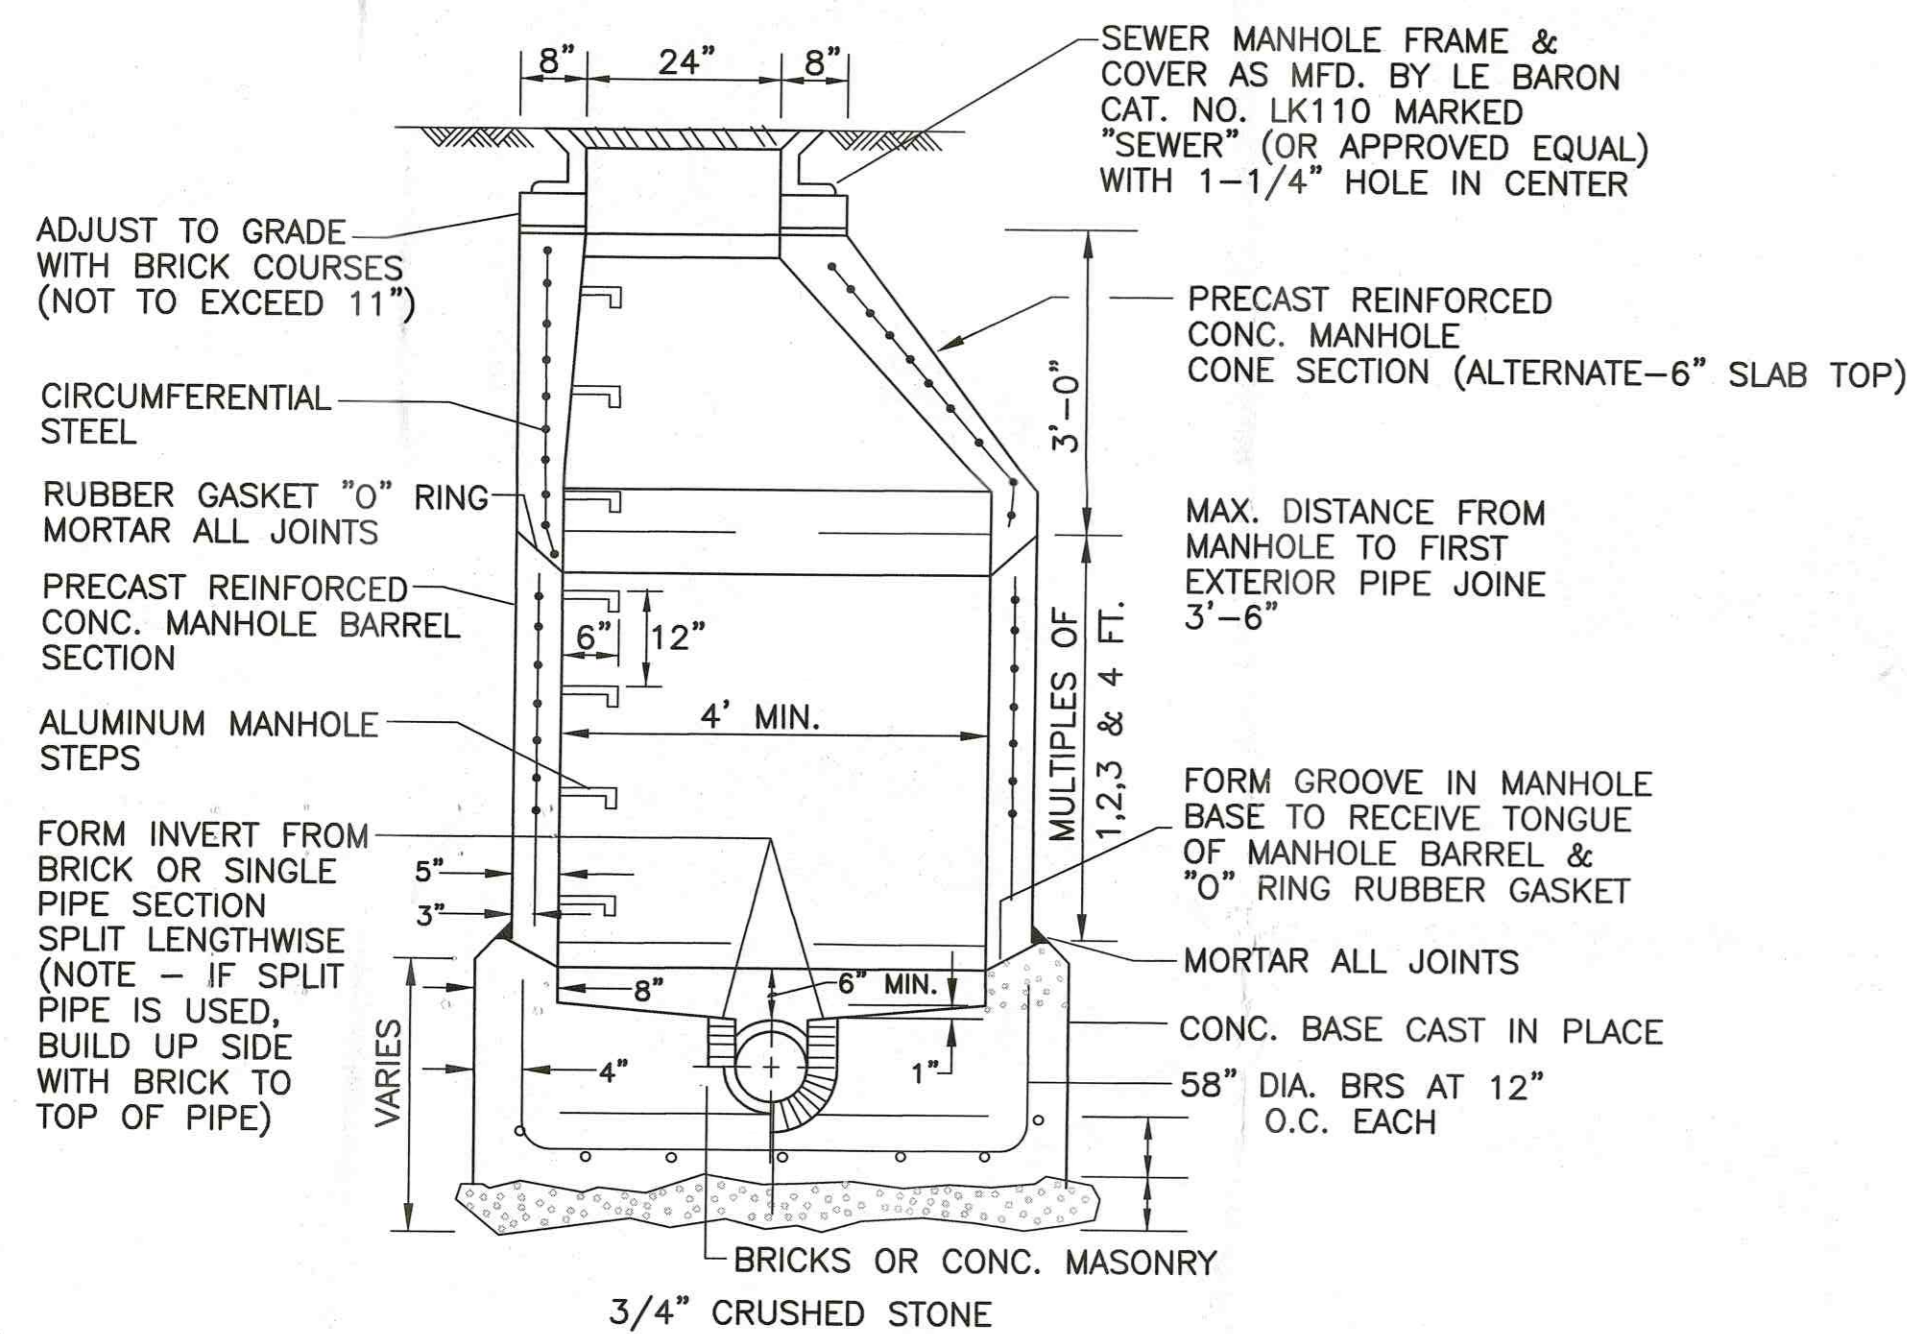 8" 24" 8"
SEWER MANHOLE FRAME &
COVER AS MFD. BY LE BARON
CAT. NO. LK110 MARKED
"SEWER" (OR APPROVED EQUAL)
WITH 1-1/4" HOLE IN CENTER
ADJUST TO GRADE
WITH BRICK COURSES
(NOT TO EXCEED 11")
PRECAST REINFORCED
CONC. MANHOLE
CONE SECTION (ALTERNATE-6" SLAB TOP)
3'-0"
CIRCUMFERENTIAL
STEEL
RUBBER GASKET "O" RING
MORTAR ALL JOINTS
MAX. DISTANCE FROM
MANHOLE TO FIRST
EXTERIOR PIPE JOINE
3'-6"
PRECAST REINFORCED
CONC. MANHOLE BARREL
SECTION
6" 12"
MULTIPLES OF
1,2,3 & 4 FT.
ALUMINUM MANHOLE
STEPS
4' MIN.
FORM GROOVE IN MANHOLE
BASE TO RECEIVE TONGUE
OF MANHOLE BARREL &
"O" RING RUBBER GASKET
FORM INVERT FROM
BRICK OR SINGLE
PIPE SECTION
SPLIT LENGTHWISE
(NOTE - IF SPLIT
PIPE IS USED,
BUILD UP SIDE
WITH BRICK TO
TOP OF PIPE)
5"
3"
MORTAR ALL JOINTS
8"
6" MIN.
CONC. BASE CAST IN PLACE
VARIES
4"
1"
58" DIA. BRS AT 12"
O.C. EACH
BRICKS OR CONC. MASONRY
3/4" CRUSHED STONE